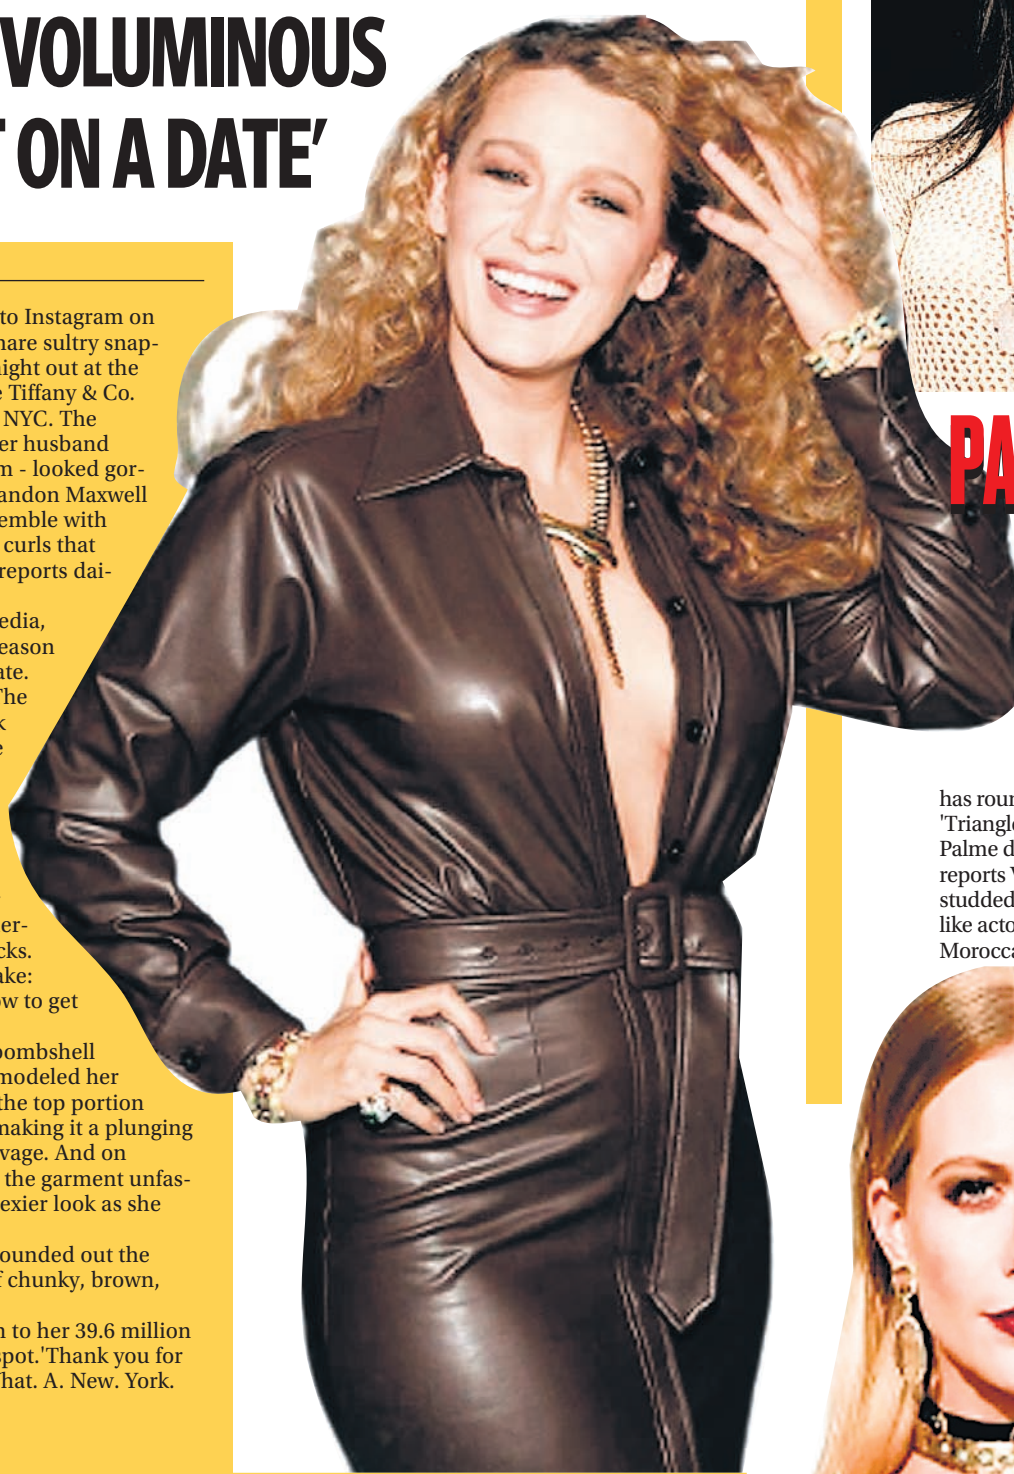 VOLUMINOUS
ON A DATE'
to Instagram on
hare sultry snap-
night out at the
e Tiffany & Co.
NYC. The
er husband
m - looked gor-
andon Maxwell
emble with
curls that
reports dai-
edia,
eason
ate.
The
k
e
er-
cks.
ake:
ow to get
bombshell
modeled her
the top portion
making it a plunging
vage. And on
the garment unfas-
exier look as she
ounded out the
f chunky, brown,
n to her 39.6 million
spot.'Thank you for
What. A. New. York.
PA
has roun
'Triangle
Palme d
reports V
studded
like acto
Morocca